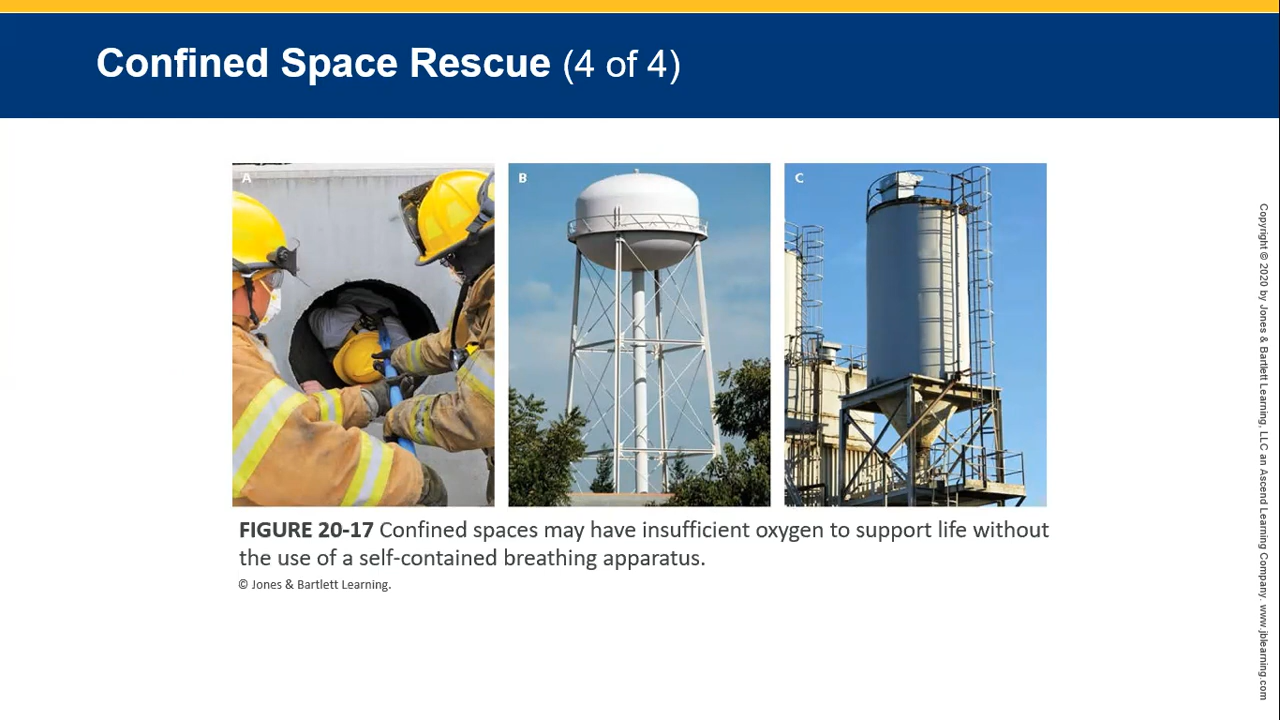 Confined Space Rescue (4 of 4)
A
B
C
FIGURE 20-17 Confined spaces may have insufficient oxygen to support life without
the use of a self-contained breathing apparatus.
© Jones & Bartlett Learning.
Copyright © 2020 by Jones & Bartlett Learning, LLC an Ascend Learning Company. www.jblearning.com